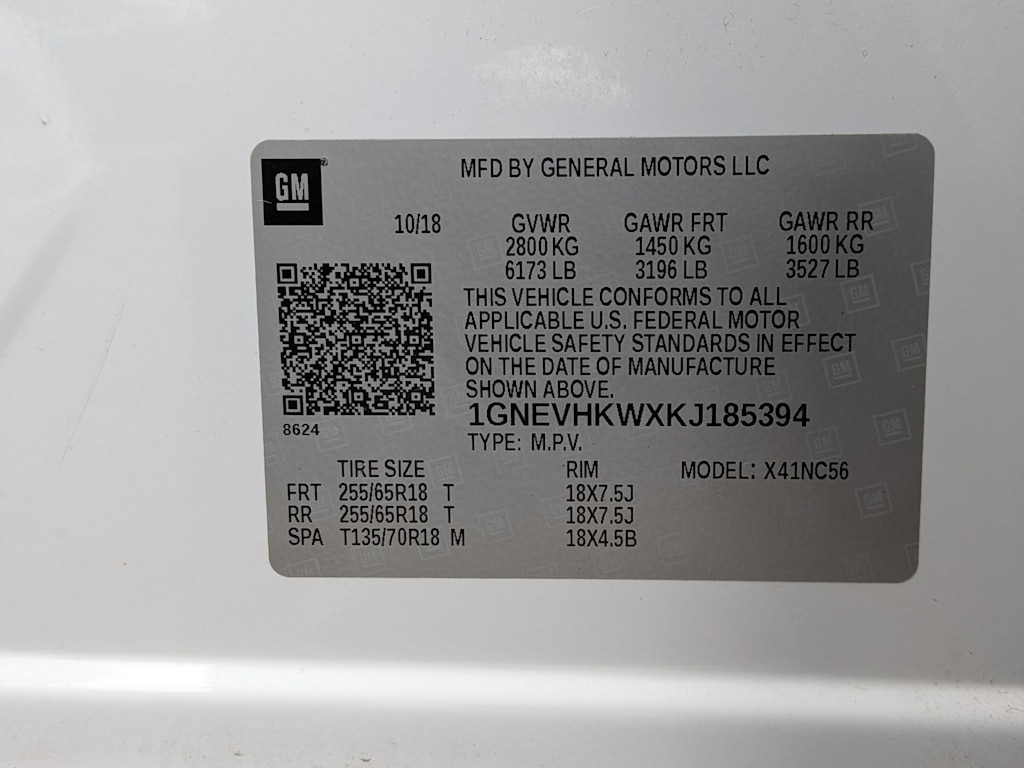 GM®
MFD BY GENERAL MOTORS LLC
10/18 GVWR GAWR FRT GAWR RR
2800 KG 1450 KG 1600 KG
6173 LB 3196 LB 3527 LB
THIS VEHICLE CONFORMS TO ALL
APPLICABLE U.S. FEDERAL MOTOR
VEHICLE SAFETY STANDARDS IN EFFECT
ON THE DATE OF MANUFACTURE
SHOWN ABOVE.
1GNEVHKWXKJ185394
8624
TYPE: M.P.V.
TIRE SIZE RIM MODEL: X41NC56
FRT 255/65R18 T 18X7.5J
RR 255/65R18 T 18X7.5J
SPA T135/70R18 M 18X4.5B